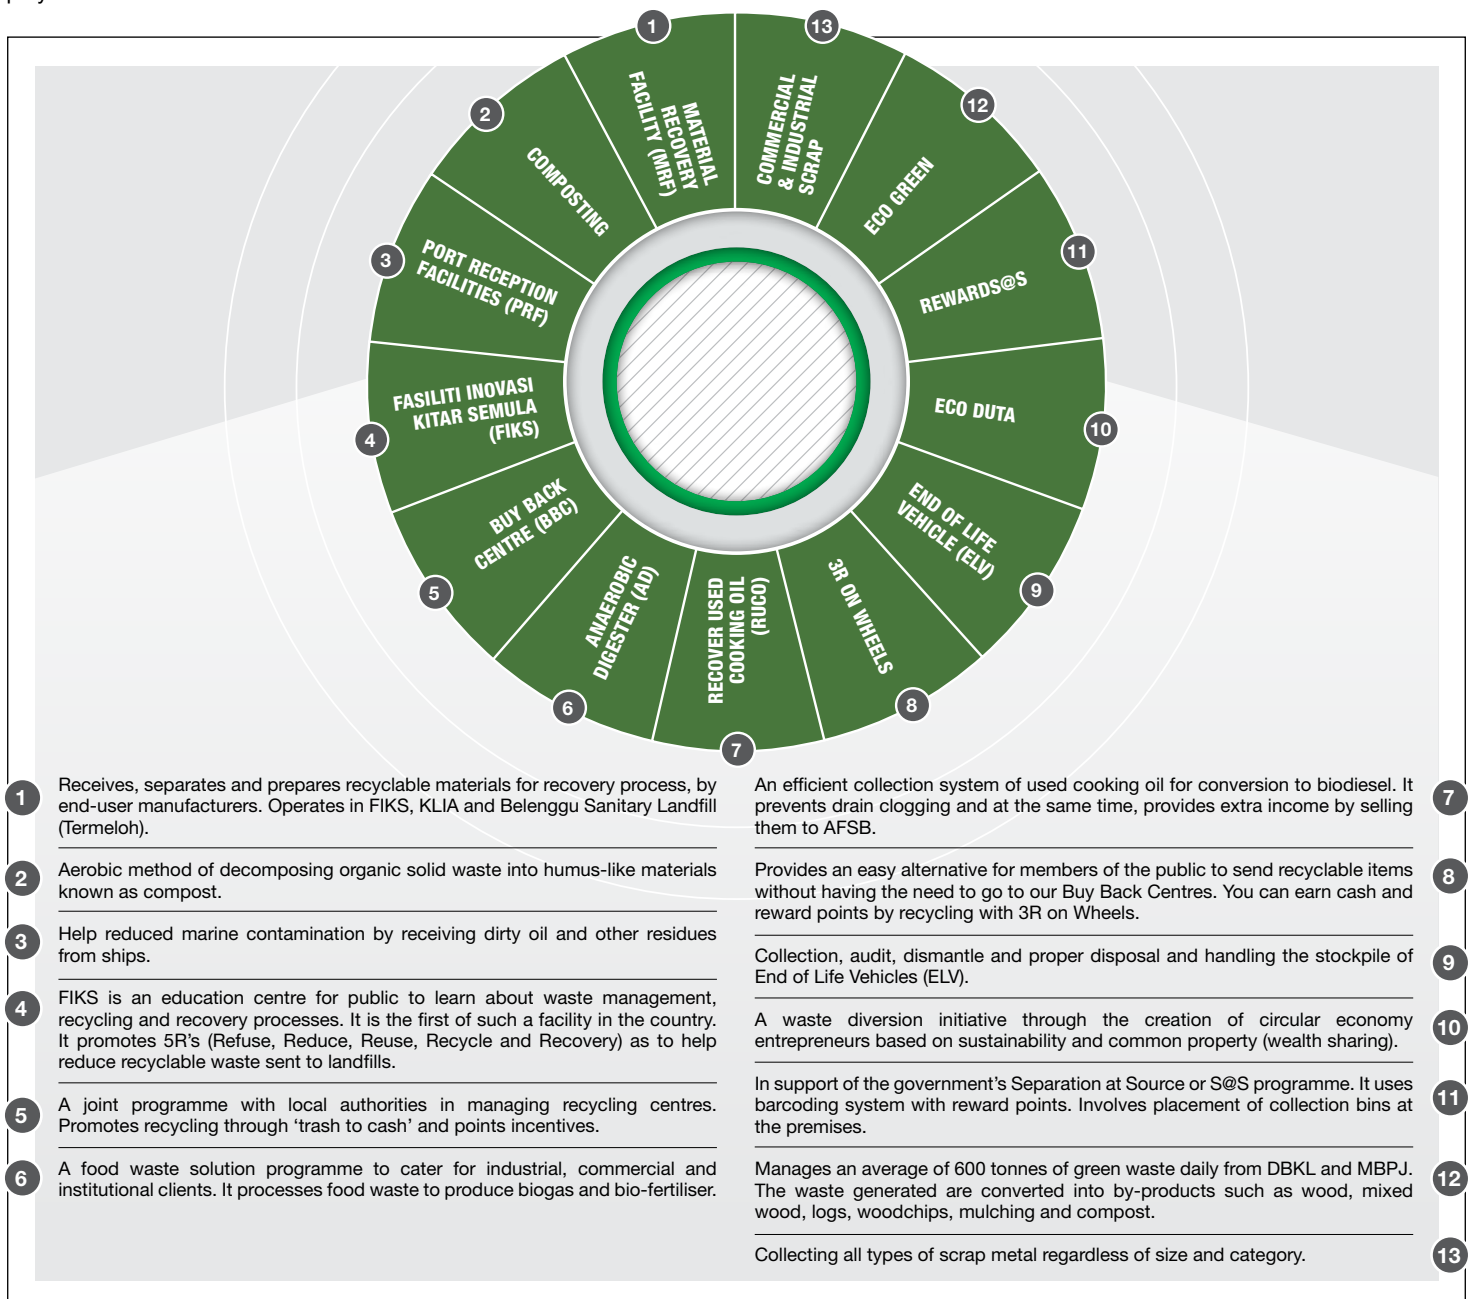 1
MATERIAL
RECOVERY
FACILITY (MRF)
2
COMPOSTING
3
PORT RECEPTION
FACILITIES (PRF)
4
FASILITI INOVASI
KITAR SEMULA
(FIKS)
5
BUY BACK
CENTRE (BBC)
6
ANAEROBIC
DIGESTER (AD)
7
RECOVER USED
COOKING OIL
(RUCO)
8
3R ON WHEELS
9
END OF LIFE
VEHICLE (ELV)
10
ECO DUTA
11
REWARDS@S
12
ECO GREEN
13
COMMERCIAL
& INDUSTRIAL
SCRAP
1
Receives, separates and prepares recyclable materials for recovery process, by
end-user manufacturers. Operates in FIKS, KLIA and Belenggu Sanitary Landfill
(Termeloh).
2
Aerobic method of decomposing organic solid waste into humus-like materials
known as compost.
3
Help reduced marine contamination by receiving dirty oil and other residues
from ships.
4
FIKS is an education centre for public to learn about waste management,
recycling and recovery processes. It is the first of such a facility in the country.
It promotes 5R's (Refuse, Reduce, Reuse, Recycle and Recovery) as to help
reduce recyclable waste sent to landfills.
5
A joint programme with local authorities in managing recycling centres.
Promotes recycling through 'trash to cash' and points incentives.
6
A food waste solution programme to cater for industrial, commercial and
institutional clients. It processes food waste to produce biogas and bio-fertiliser.
7
An efficient collection system of used cooking oil for conversion to biodiesel. It
prevents drain clogging and at the same time, provides extra income by selling
them to AFSB.
8
Provides an easy alternative for members of the public to send recyclable items
without having the need to go to our Buy Back Centres. You can earn cash and
reward points by recycling with 3R on Wheels.
9
Collection, audit, dismantle and proper disposal and handling the stockpile of
End of Life Vehicles (ELV).
10
A waste diversion initiative through the creation of circular economy
entrepreneurs based on sustainability and common property (wealth sharing).
11
In support of the government's Separation at Source or S@S programme. It uses
barcoding system with reward points. Involves placement of collection bins at
the premises.
12
Manages an average of 600 tonnes of green waste daily from DBKL and MBPJ.
The waste generated are converted into by-products such as wood, mixed
wood, logs, woodchips, mulching and compost.
13
Collecting all types of scrap metal regardless of size and category.